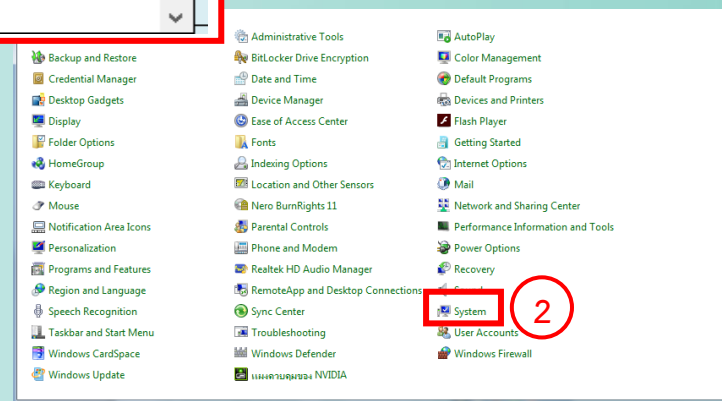 Administrative Tools AutoPlay
Backup and Restore BitLocker Drive Encryption Color Management
Credential Manager Date and Time Default Programs
Desktop Gadgets Device Manager Devices and Printers
Display Ease of Access Center Flash Player
Folder Options Fonts Getting Started
HomeGroup Indexing Options Internet Options
Keyboard Location and Other Sensors Mail
Mouse Nero BurnRights 11 Network and Sharing Center
Notification Area Icons Parental Controls Performance Information and Tools
Personalization Phone and Modem Power Options
Programs and Features Realtek HD Audio Manager Recovery
Region and Language RemoteApp and Desktop Connections
Speech Recognition Sync Center System 2
Taskbar and Start Menu Troubleshooting User Accounts
Windows CardSpace Windows Defender Windows Firewall
Windows Update แผงควบคุมของ NVIDIA